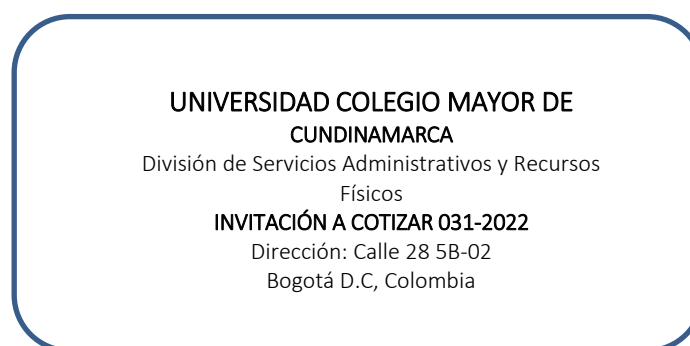 UNIVERSIDAD COLEGIO MAYOR DE
CUNDINAMARCA
División de Servicios Administrativos y Recursos
Físicos
INVITACIÓN A COTIZAR 031-2022
Dirección: Calle 28 5B-02
Bogotá D.C, Colombia